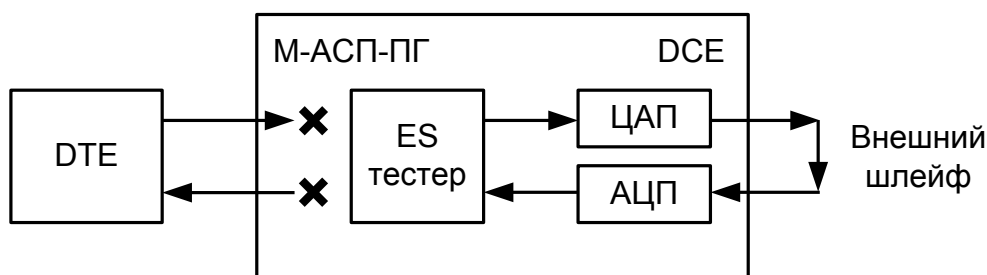 М-АСП-ПГ DCE
DTE
ES
тестер
ЦАП
АЦП
Внешний
шлейф